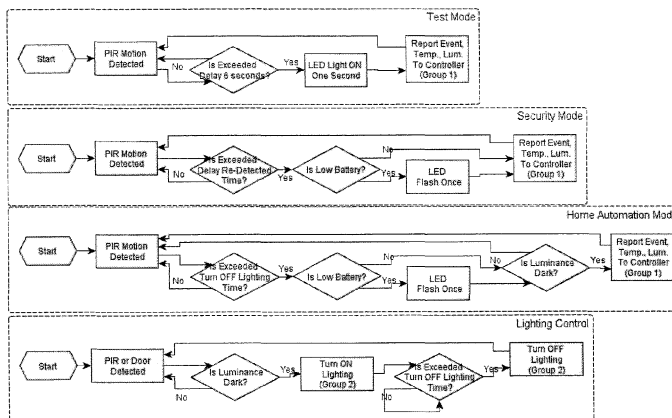 Test Mode
Start
PIR Motion
Detected
No
Is Exceeded
Delay 6 seconds?
Yes
LED Light ON
One Second
Report Event,
Temp., Lum.
To Controller
(Group 1)
Security Mode
Start
PIR Motion
Detected
No
Is Exceeded
Delay Re-Detected
Time?
Yes
Is Low Battery?
No
Yes
LED
Flash Once
Report Event,
Temp., Lum.
To Controller
(Group 1)
Home Automation Mod
Start
PIR Motion
Detected
No
Is Exceeded
Turn OFF Lighting
Time?
Yes
Is Low Battery?
No
Yes
LED
Flash Once
No
Is Luminance
Dark?
Yes
Report Event,
Temp., Lum.
To Controller
(Group 1)
Lighting Control
Start
PIR or Door
Detected
No
Is Luminance
Dark?
Yes
Turn ON
Lighting
(Group 2)
Is Exceeded
Turn OFF Lighting
Time?
No
Yes
Turn OFF
Lighting
(Group 2)